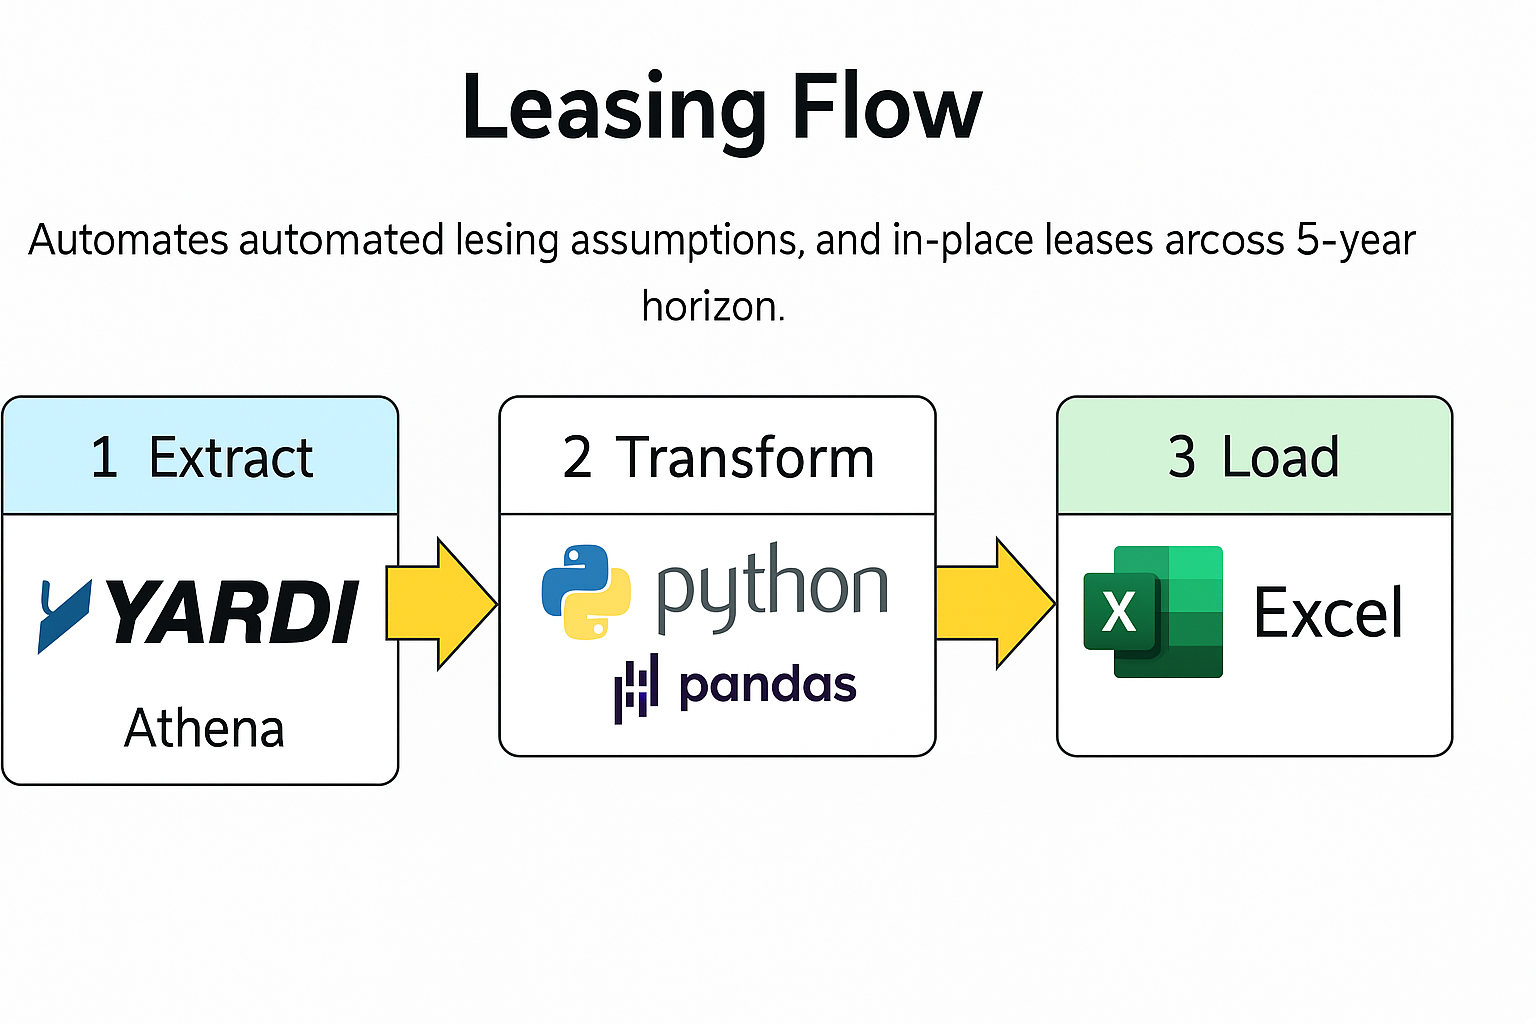 Leasing Flow
Automates automated lesing assumptions, and in-place leases arcoss 5-year
horizon.
1 Extract
YARDI
Athena
2 Transform
python
pandas
3 Load
X
Excel